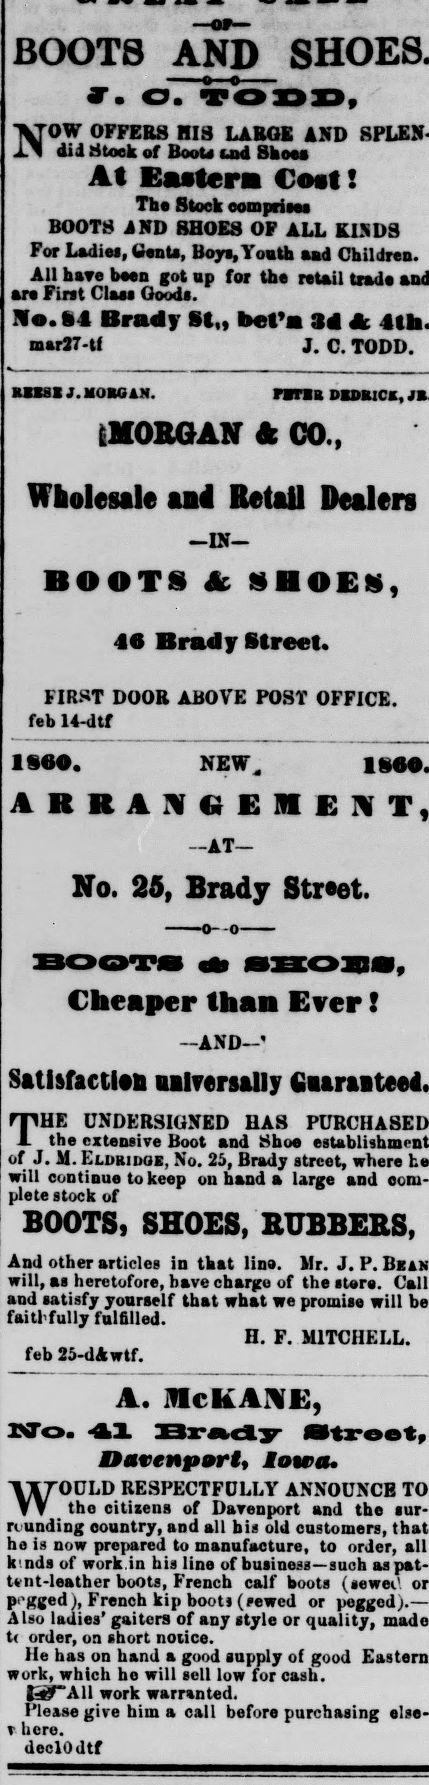 —OF—
BOOTS AND SHOES.
J. C. TODD,
NOW OFFERS HIS LARGE AND SPLEN-
did Stock of Boots and Shoes
At Eastern Cost!
The Stock comprises
BOOTS AND SHOES OF ALL KINDS
For Ladies, Gents, Boys, Youth and Children.
All have been got up for the retail trade and
are First Class Goods.
No. 84 Brady St., bet'n 3d & 4th.
mar27-tf J. C. TODD.
REESE J. MORGAN. PETER DEDRICK, JR
MORGAN & CO.,
Wholesale and Retail Dealers
—IN—
BOOTS & SHOES,
46 Brady Street.
FIRST DOOR ABOVE POST OFFICE.
feb 14-dtf
1860. NEW. 1860.
ARRANGEMENT,
—AT—
No. 25, Brady Street.
——o--o——
BOOTS & SHOES,
Cheaper than Ever!
—AND—
Satisfaction universally Guaranteed.
THE UNDERSIGNED HAS PURCHASED
the extensive Boot and Shoe establishment
of J. M. ELDRIDGE, No. 25, Brady street, where he
will continue to keep on hand a large and com-
plete stock of
BOOTS, SHOES, RUBBERS,
And other articles in that line. Mr. J. P. BEAN
will, as heretofore, have charge of the store. Call
and satisfy yourself that what we promise will be
faithfully fulfilled.
H. F. MITCHELL.
feb 25-d&wtf.
A. McKANE,
No. 41 Brady Street,
Davenport, Iowa.
WOULD RESPECTFULLY ANNOUNCE TO
the citizens of Davenport and the sur-
rounding country, and all his old customers, that
he is now prepared to manufacture, to order, all
kinds of work in his line of business—such as pat-
tent-leather boots, French calf boots (sewed or
pegged), French kip boots (sewed or pegged).—
Also ladies' gaiters of any style or quality, made
to order, on short notice.
He has on hand a good supply of good Eastern
work, which he will sell low for cash.
☞All work warranted.
Please give him a call before purchasing else-
where.
dec10dtf